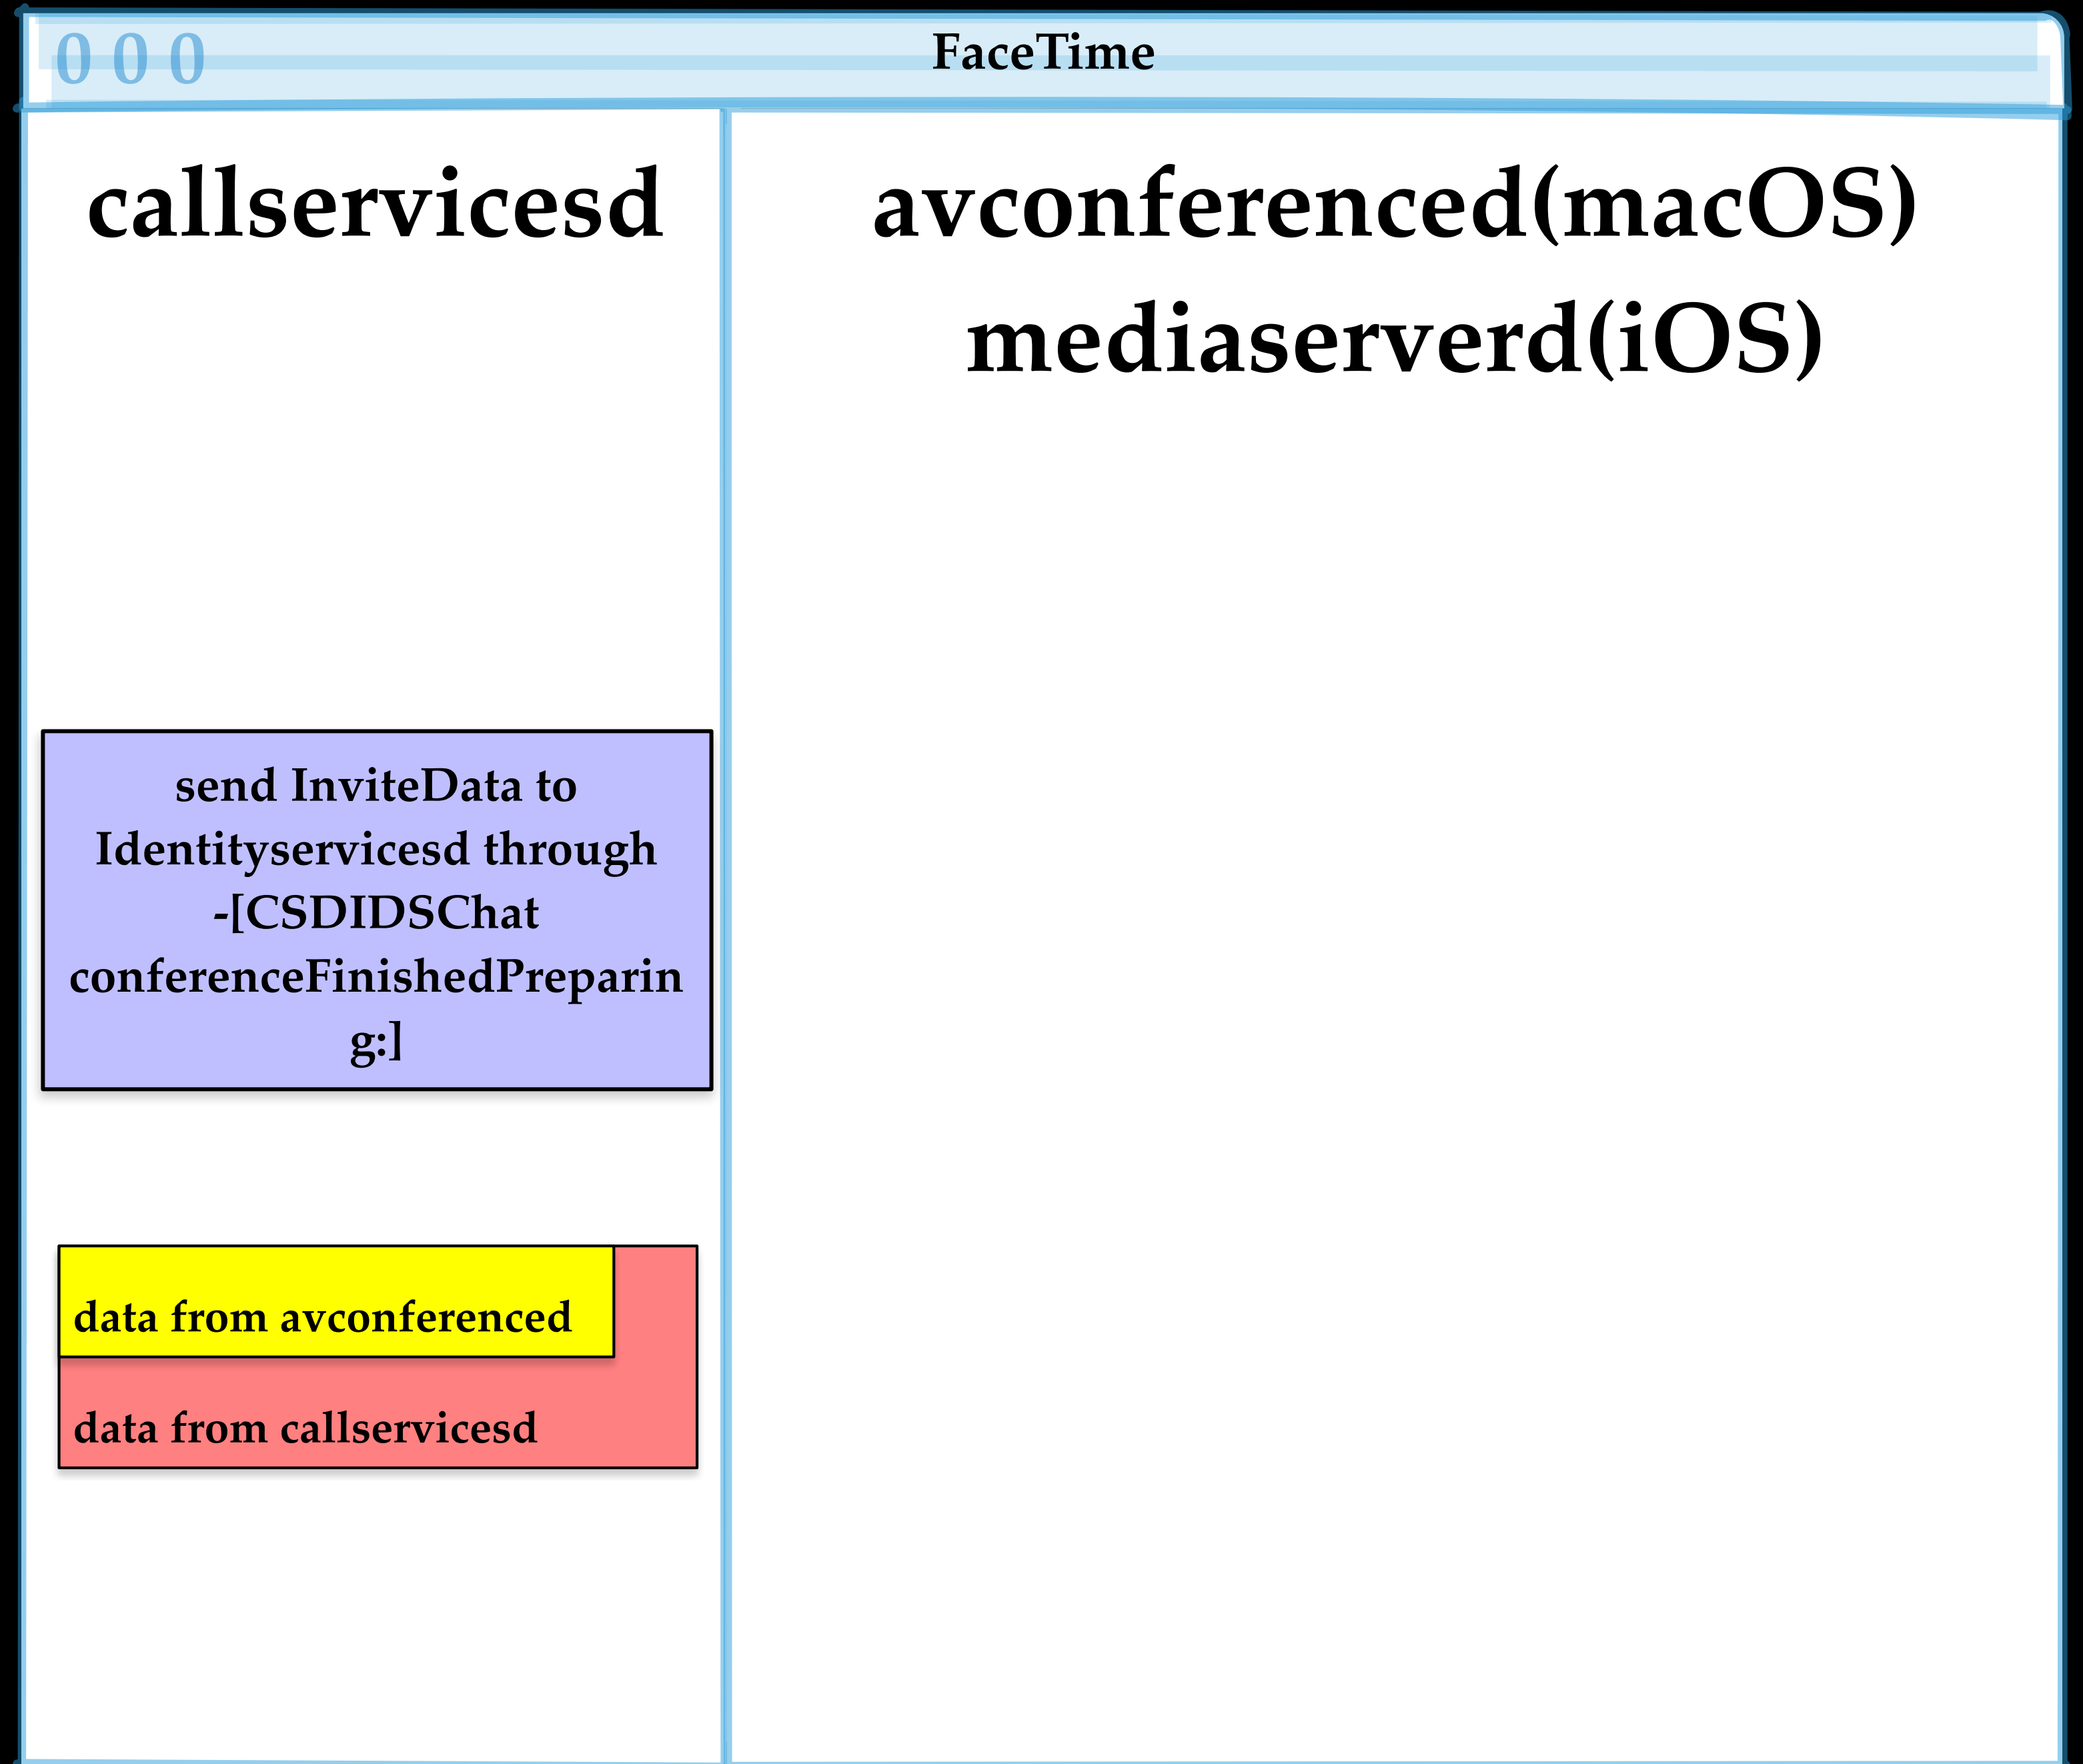 000
FaceTime
callservicesd
avconferenced(macOS)
mediaserverd(iOS)
send InviteData to
Identityservicesd through
-[CSDIDSChat
conferenceFinishedPreparin
g:]
data from avconferenced
data from callservicesd